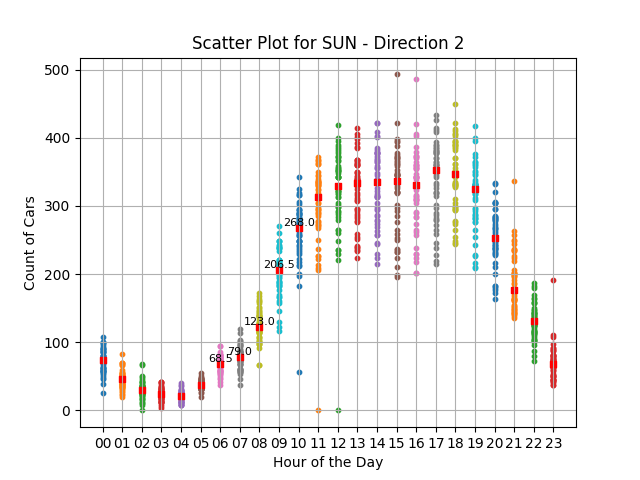 Scatter Plot for SUN - Direction 2
500
400
300
200
100
0
Count of Cars
268.0
206.5
123.0
79.0
68.5
00 01 02 03 04 05 06 07 08 09 10 11 12 13 14 15 16 17 18 19 20 21 22 23
Hour of the Day